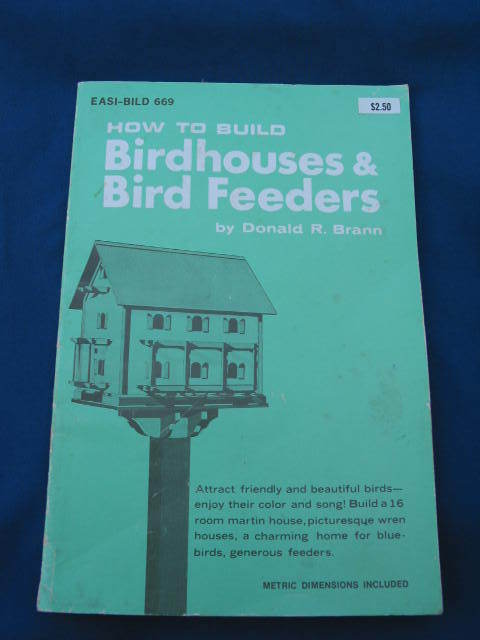 EASI-BILD 669
$2.50
HOW TO BUILD
Birdhouses &
Bird Feeders
by Donald R. Brann
Attract friendly and beautiful birds—
enjoy their color and song! Build a 16
room martin house, picturesque wren
houses, a charming home for blue-
birds, generous feeders.
METRIC DIMENSIONS INCLUDED